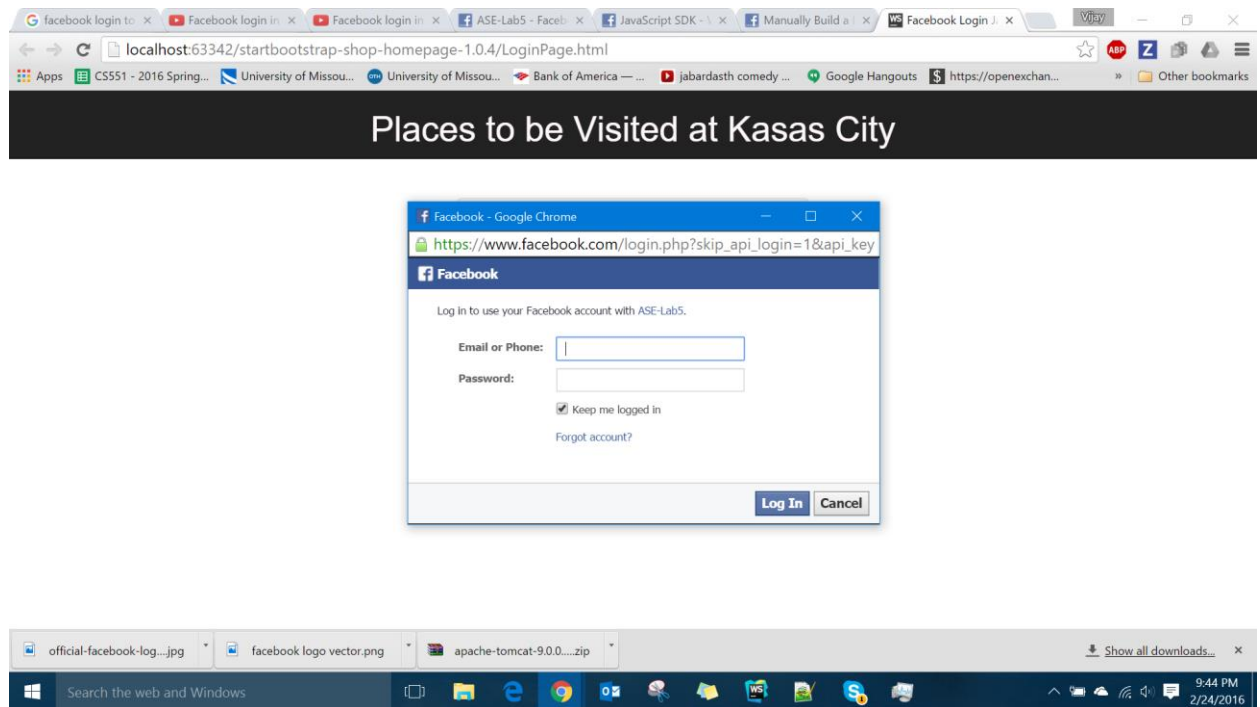 facebook login to
Facebook login in
Facebook login in
ASE-Lab5 - Faceb
JavaScript SDK - \
Manually Build a
Facebook Login J
Vijay
localhost:63342/startbootstrap-shop-homepage-1.0.4/LoginPage.html
ABP
Z
Apps
CS551 - 2016 Spring...
University of Missou...
University of Missou...
Bank of America — ...
jabardasth comedy ...
Google Hangouts
https://openexchan...
»
Other bookmarks
Places to be Visited at Kasas City
Facebook - Google Chrome
https://www.facebook.com/login.php?skip_api_login=1&api_key
Facebook
Log in to use your Facebook account with ASE-Lab5.
Email or Phone:
Password:
Keep me logged in
Forgot account?
Log In
Cancel
official-facebook-log....jpg
facebook logo vector.png
apache-tomcat-9.0.0.....zip
Show all downloads...
Search the web and Windows
9:44 PM
2/24/2016